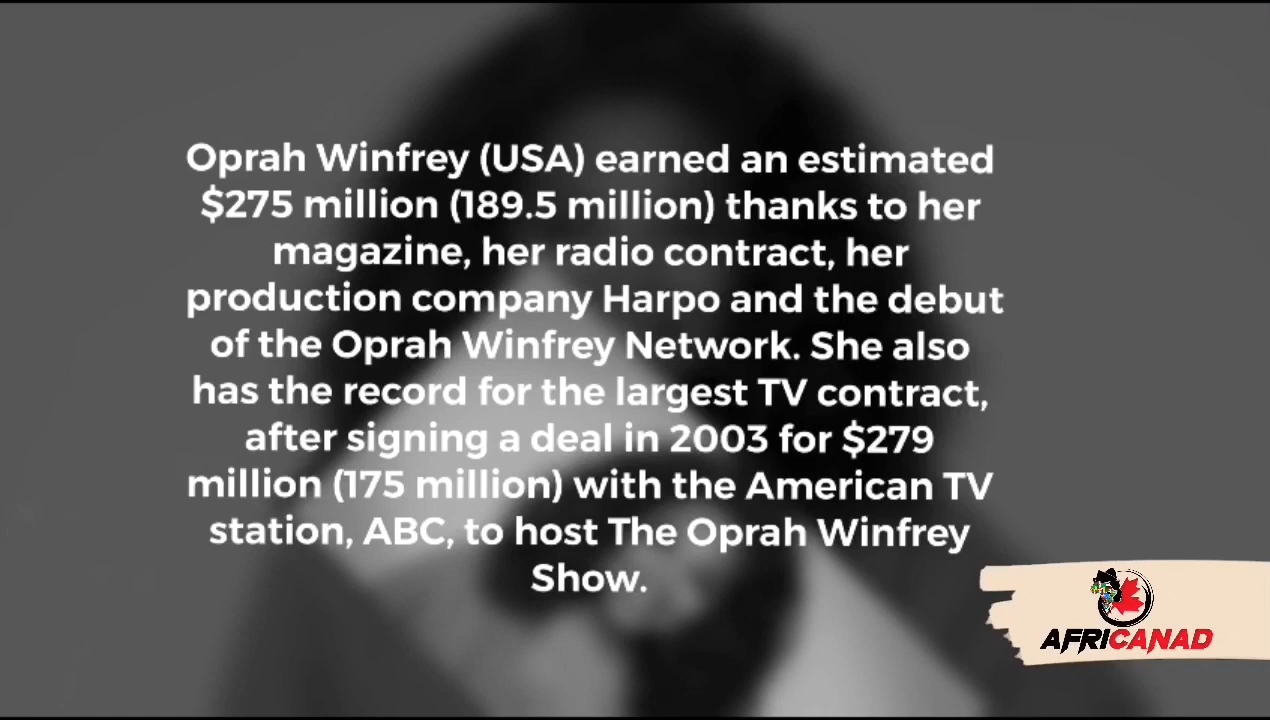 Oprah Winfrey (USA) earned an estimated
$275 million (189.5 million) thanks to her
magazine, her radio contract, her
production company Harpo and the debut
of the Oprah Winfrey Network. She also
has the record for the largest TV contract,
after signing a deal in 2003 for $279
million (175 million) with the American TV
station, ABC, to host The Oprah Winfrey
Show.
AFRICANAD